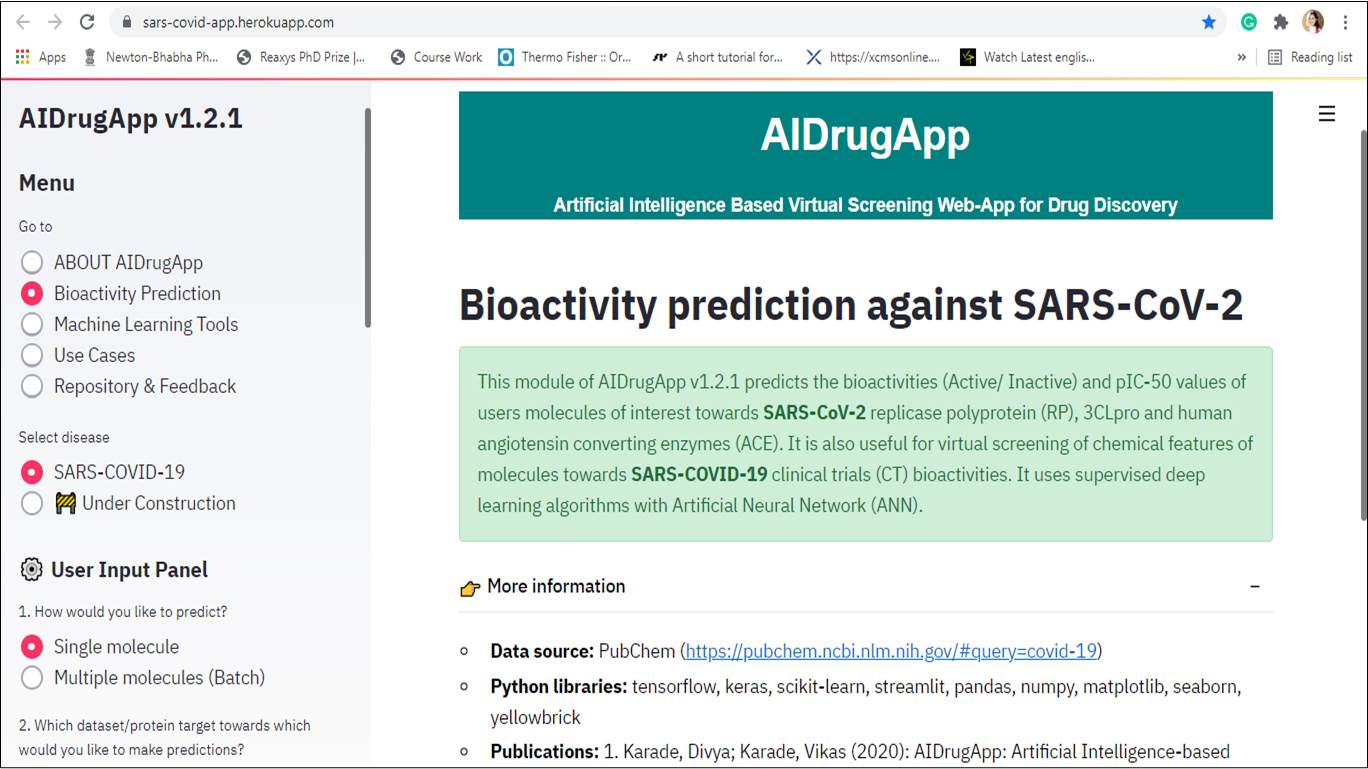 sars-covid-app.herokuapp.com
Apps
Newton-Bhabha Ph...
Reaxys PhD Prize |...
Course Work
Thermo Fisher :: Or...
A short tutorial for...
https://xcmsonline....
Watch Latest englis...
»
Reading list
AIDrugApp v1.2.1
Menu
Go to
ABOUT AIDrugApp
Bioactivity Prediction
Machine Learning Tools
Use Cases
Repository & Feedback
Select disease
SARS-COVID-19
Under Construction
User Input Panel
1. How would you like to predict?
Single molecule
Multiple molecules (Batch)
2. Which dataset/protein target towards which
would you like to make predictions?
AIDrugApp
Artificial Intelligence Based Virtual Screening Web-App for Drug Discovery
Bioactivity prediction against SARS-CoV-2
This module of AIDrugApp v1.2.1 predicts the bioactivities (Active/ Inactive) and pIC-50 values of
users molecules of interest towards SARS-CoV-2 replicase polyprotein (RP), 3CLpro and human
angiotensin converting enzymes (ACE). It is also useful for virtual screening of chemical features of
molecules towards SARS-COVID-19 clinical trials (CT) bioactivities. It uses supervised deep
learning algorithms with Artificial Neural Network (ANN).
More information
Data source: PubChem (https://pubchem.ncbi.nlm.nih.gov/#query=covid-19)
Python libraries: tensorflow, keras, scikit-learn, streamlit, pandas, numpy, matplotlib, seaborn,
yellowbrick
Publications: 1. Karade, Divya; Karade, Vikas (2020): AIDrugApp: Artificial Intelligence-based